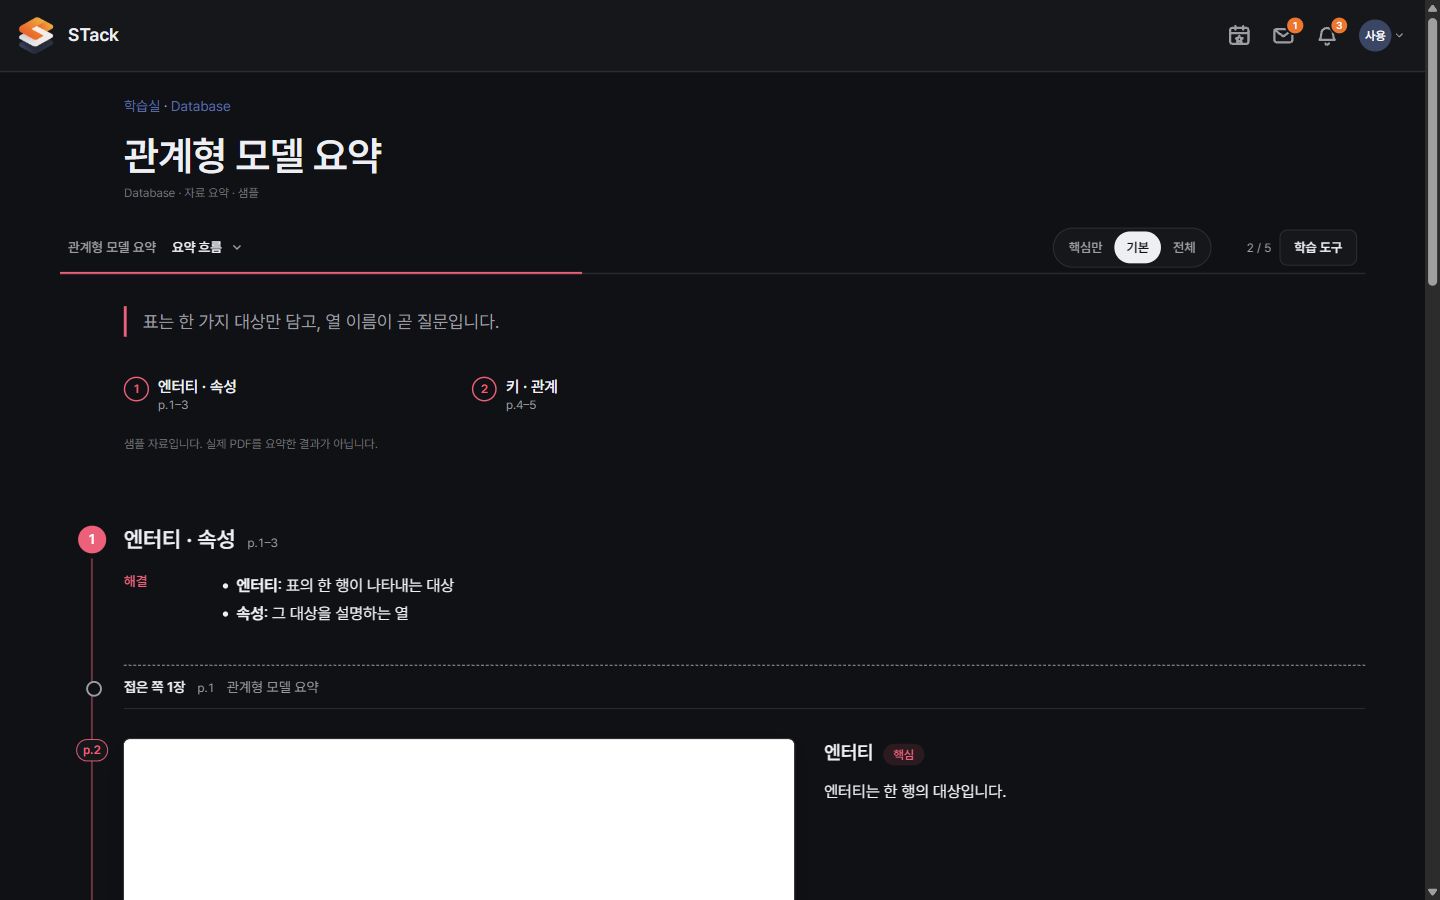 STack
1
3
사용
학습실 · Database
관계형 모델 요약
Database · 자료 요약 · 샘플
관계형 모델 요약 요약 흐름
핵심만 기본 전체
2 / 5
학습 도구
표는 한 가지 대상만 담고, 열 이름이 곧 질문입니다.
1 엔터티 · 속성
p.1–3
2 키 · 관계
p.4–5
샘플 자료입니다. 실제 PDF를 요약한 결과가 아닙니다.
1 엔터티 · 속성 p.1–3
해결
• 엔터티: 표의 한 행이 나타내는 대상
• 속성: 그 대상을 설명하는 열
접은 쪽 1장 p.1 관계형 모델 요약
p.2
엔터티 핵심
엔터티는 한 행의 대상입니다.